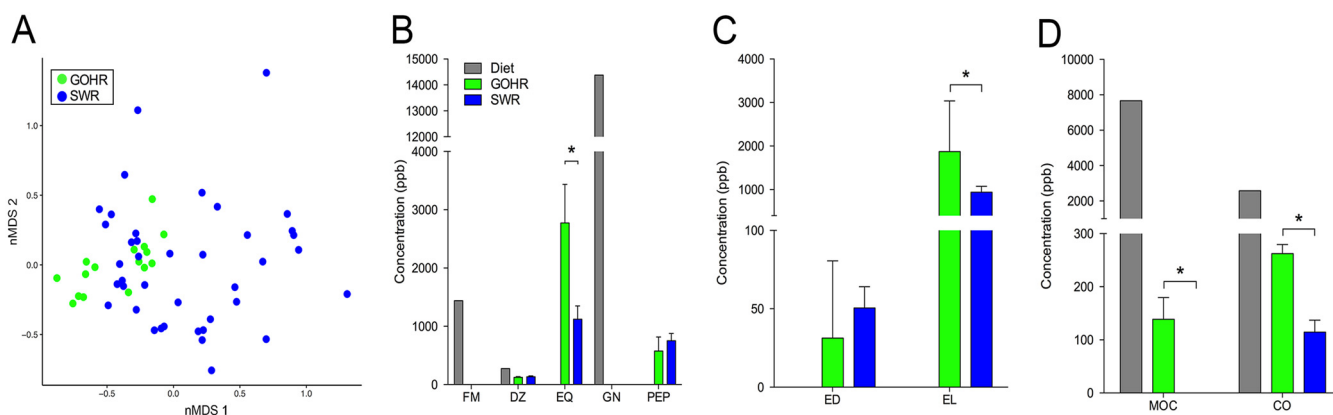 A
nMDS 2
1.0
0.5
0.0
−0.5
GOHR
SWR
−0.5
0.0
0.5
1.0
nMDS 1
B
Concentration (ppb)
15000
14000
13000
12000
4000
3000
2000
1000
0
Diet
GOHR
SWR
*
FM DZ EQ GN PEP
C
Concentration (ppb)
4000
3000
2000
1000
100
50
0
*
ED EL
D
Concentration (ppb)
10000
8000
6000
4000
2000
300
200
100
0
*
*
MOC CO